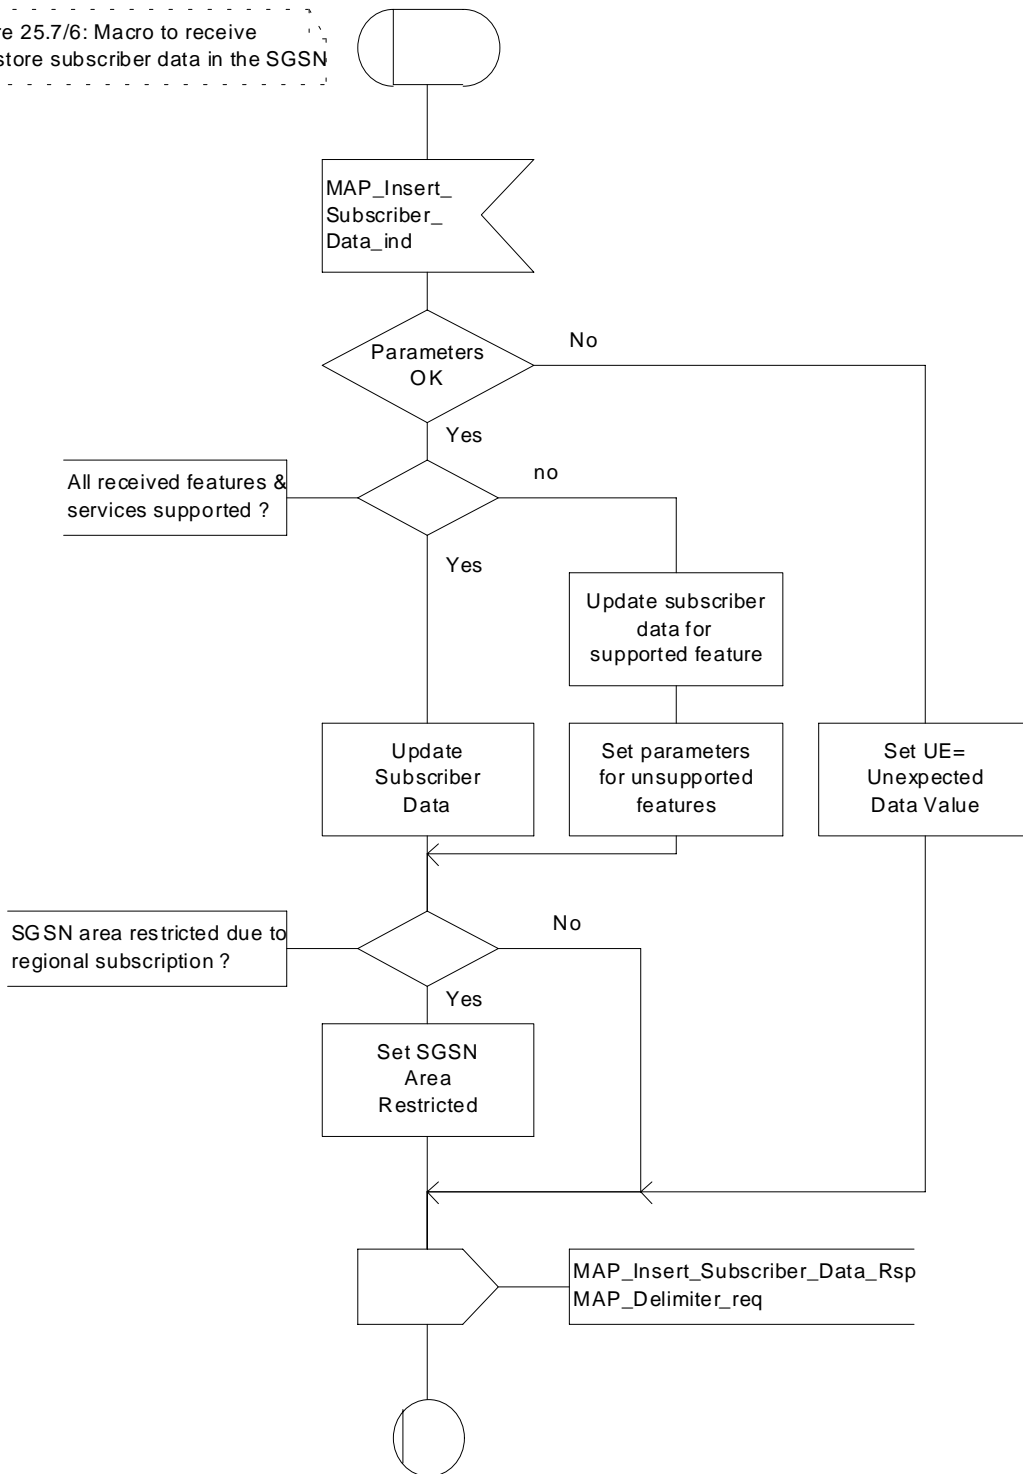 re 25.7/6: Macro to receive
store subscriber data in the SGSN
MAP_Insert_
Subscriber_
Data_ind
Parameters
OK
No
Yes
All received features &
services supported ?
no
Yes
Update subscriber
data for
supported feature
Update
Subscriber
Data
Set parameters
for unsupported
features
Set UE=
Unexpected
Data Value
SGSN area restricted due to
regional subscription ?
No
Yes
Set SGSN
Area
Restricted
MAP_Insert_Subscriber_Data_Rsp
MAP_Delimiter_req